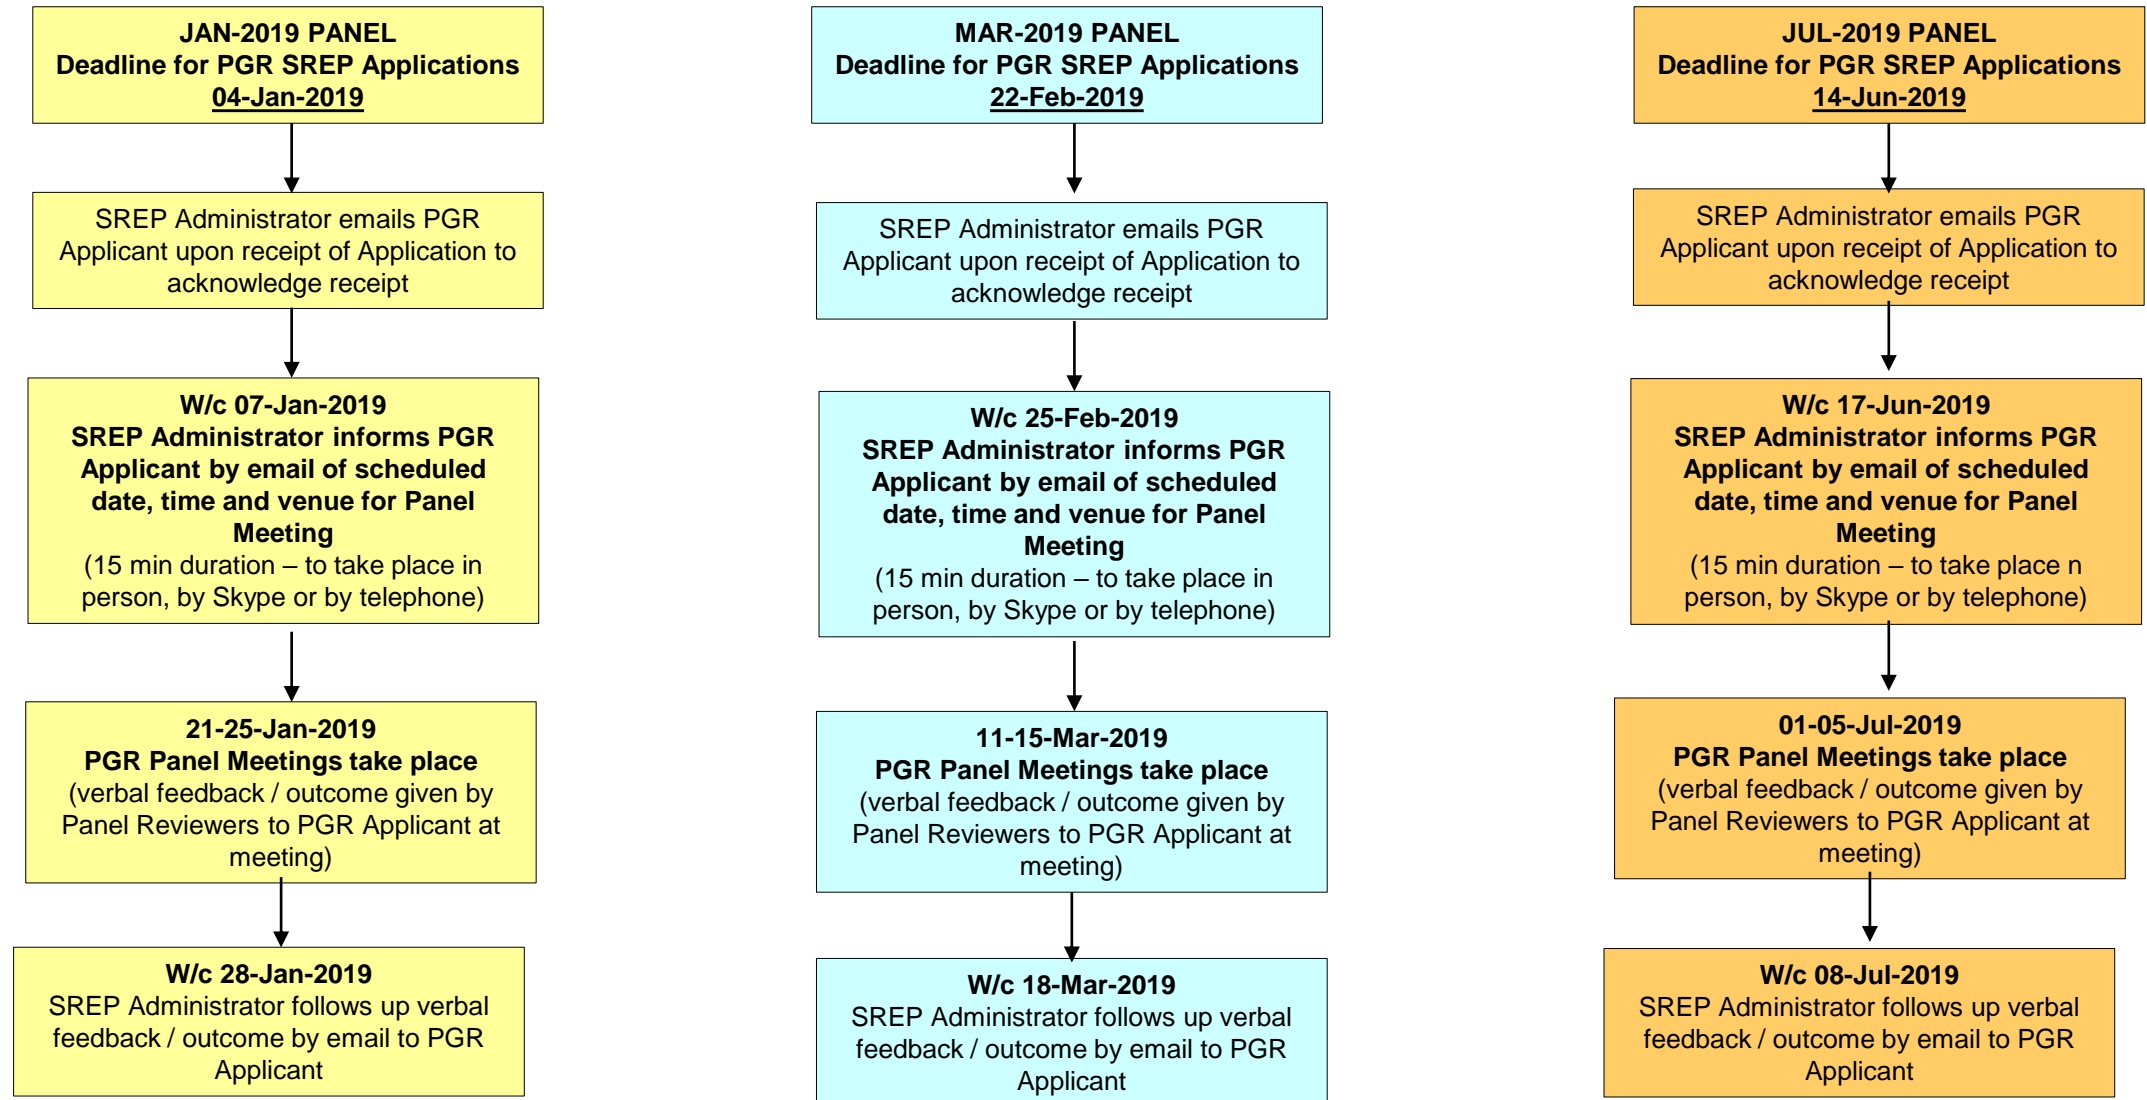 JAN-2019 PANEL
Deadline for PGR SREP Applications
04-Jan-2019
SREP Administrator emails PGR
Applicant upon receipt of Application to
acknowledge receipt
W/c 07-Jan-2019
SREP Administrator informs PGR
Applicant by email of scheduled
date, time and venue for Panel
Meeting
(15 min duration – to take place in
person, by Skype or by telephone)
21-25-Jan-2019
PGR Panel Meetings take place
(verbal feedback / outcome given by
Panel Reviewers to PGR Applicant at
meeting)
W/c 28-Jan-2019
SREP Administrator follows up verbal
feedback / outcome by email to PGR
Applicant
MAR-2019 PANEL
Deadline for PGR SREP Applications
22-Feb-2019
SREP Administrator emails PGR
Applicant upon receipt of Application to
acknowledge receipt
W/c 25-Feb-2019
SREP Administrator informs PGR
Applicant by email of scheduled
date, time and venue for Panel
Meeting
(15 min duration – to take place in
person, by Skype or by telephone)
11-15-Mar-2019
PGR Panel Meetings take place
(verbal feedback / outcome given by
Panel Reviewers to PGR Applicant at
meeting)
W/c 18-Mar-2019
SREP Administrator follows up verbal
feedback / outcome by email to PGR
Applicant
JUL-2019 PANEL
Deadline for PGR SREP Applications
14-Jun-2019
SREP Administrator emails PGR
Applicant upon receipt of Application to
acknowledge receipt
W/c 17-Jun-2019
SREP Administrator informs PGR
Applicant by email of scheduled
date, time and venue for Panel
Meeting
(15 min duration – to take place n
person, by Skype or by telephone)
01-05-Jul-2019
PGR Panel Meetings take place
(verbal feedback / outcome given by
Panel Reviewers to PGR Applicant at
meeting)
W/c 08-Jul-2019
SREP Administrator follows up verbal
feedback / outcome by email to PGR
Applicant